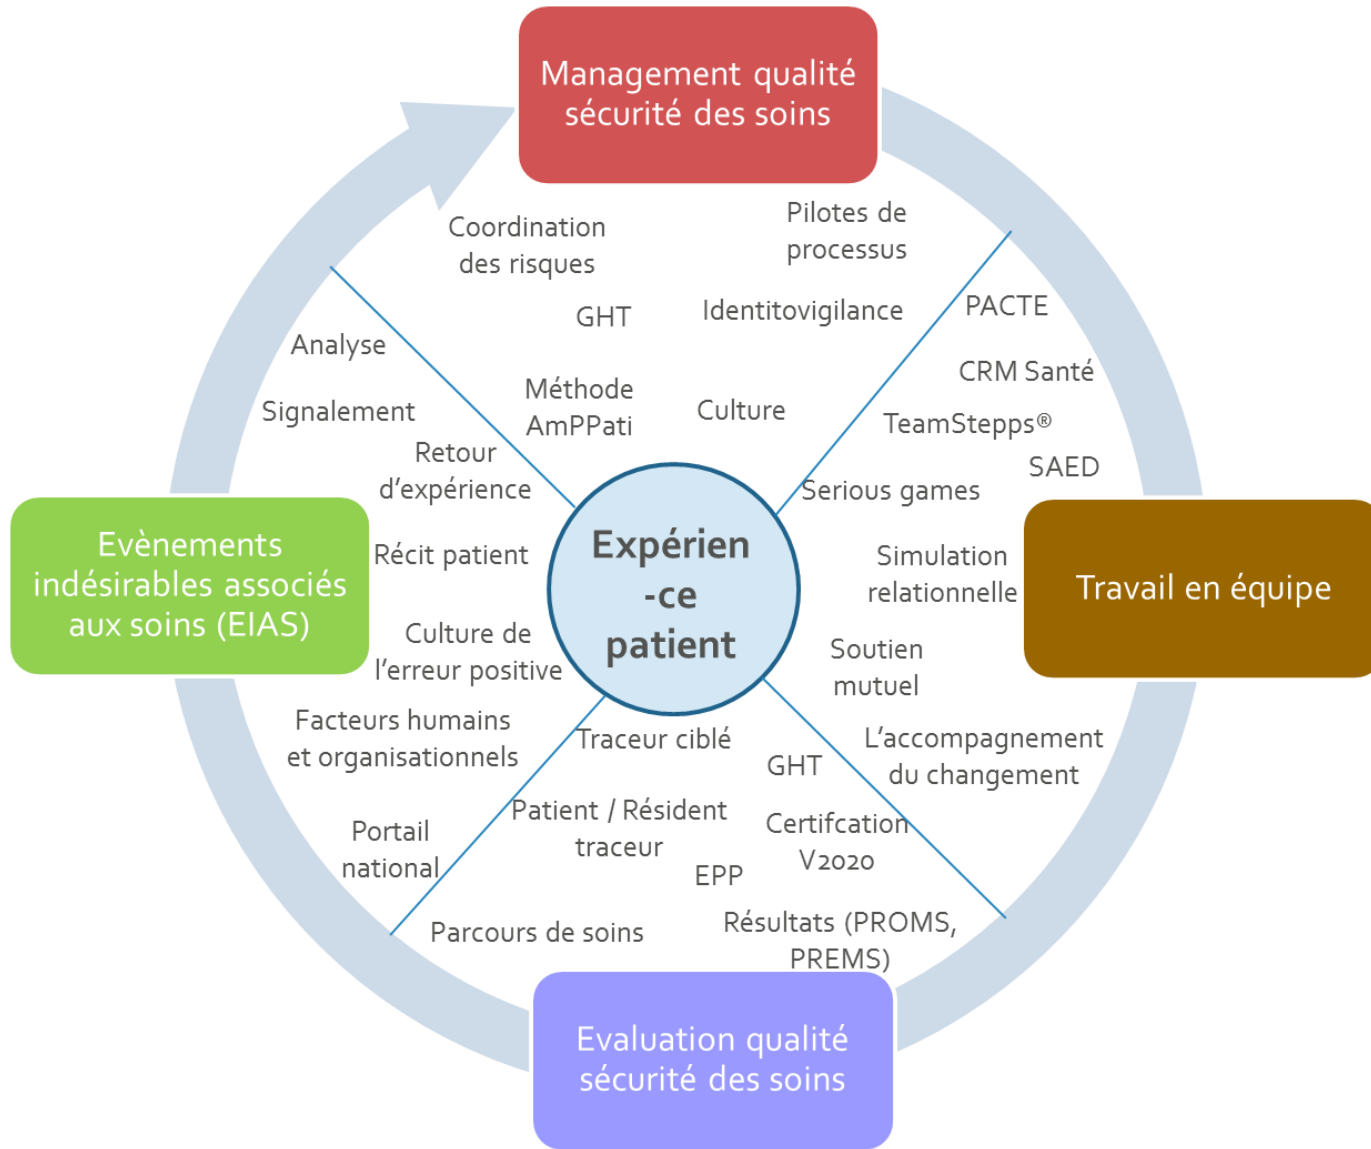 Management qualité
sécurité des soins
Coordination
des risques
Pilotes de
processus
GHT
Identitovigilance
Méthode
AmPPati
Culture
PACTE
CRM Santé
TeamStepps®
SAED
Serious games
Simulation
relationnelle
Soutien
mutuel
L'accompagnement
du changement
Travail en équipe
Analyse
Signalement
Retour
d'expérience
Récit patient
Culture de
l'erreur positive
Facteurs humains
et organisationnels
Portail
national
Evènements
indésirables associés
aux soins (EIAS)
Expérien
-ce
patient
Traceur ciblé
GHT
Patient / Résident
traceur
Certifcation
V2020
EPP
Parcours de soins
Résultats (PROMS,
PREMS)
Evaluation qualité
sécurité des soins